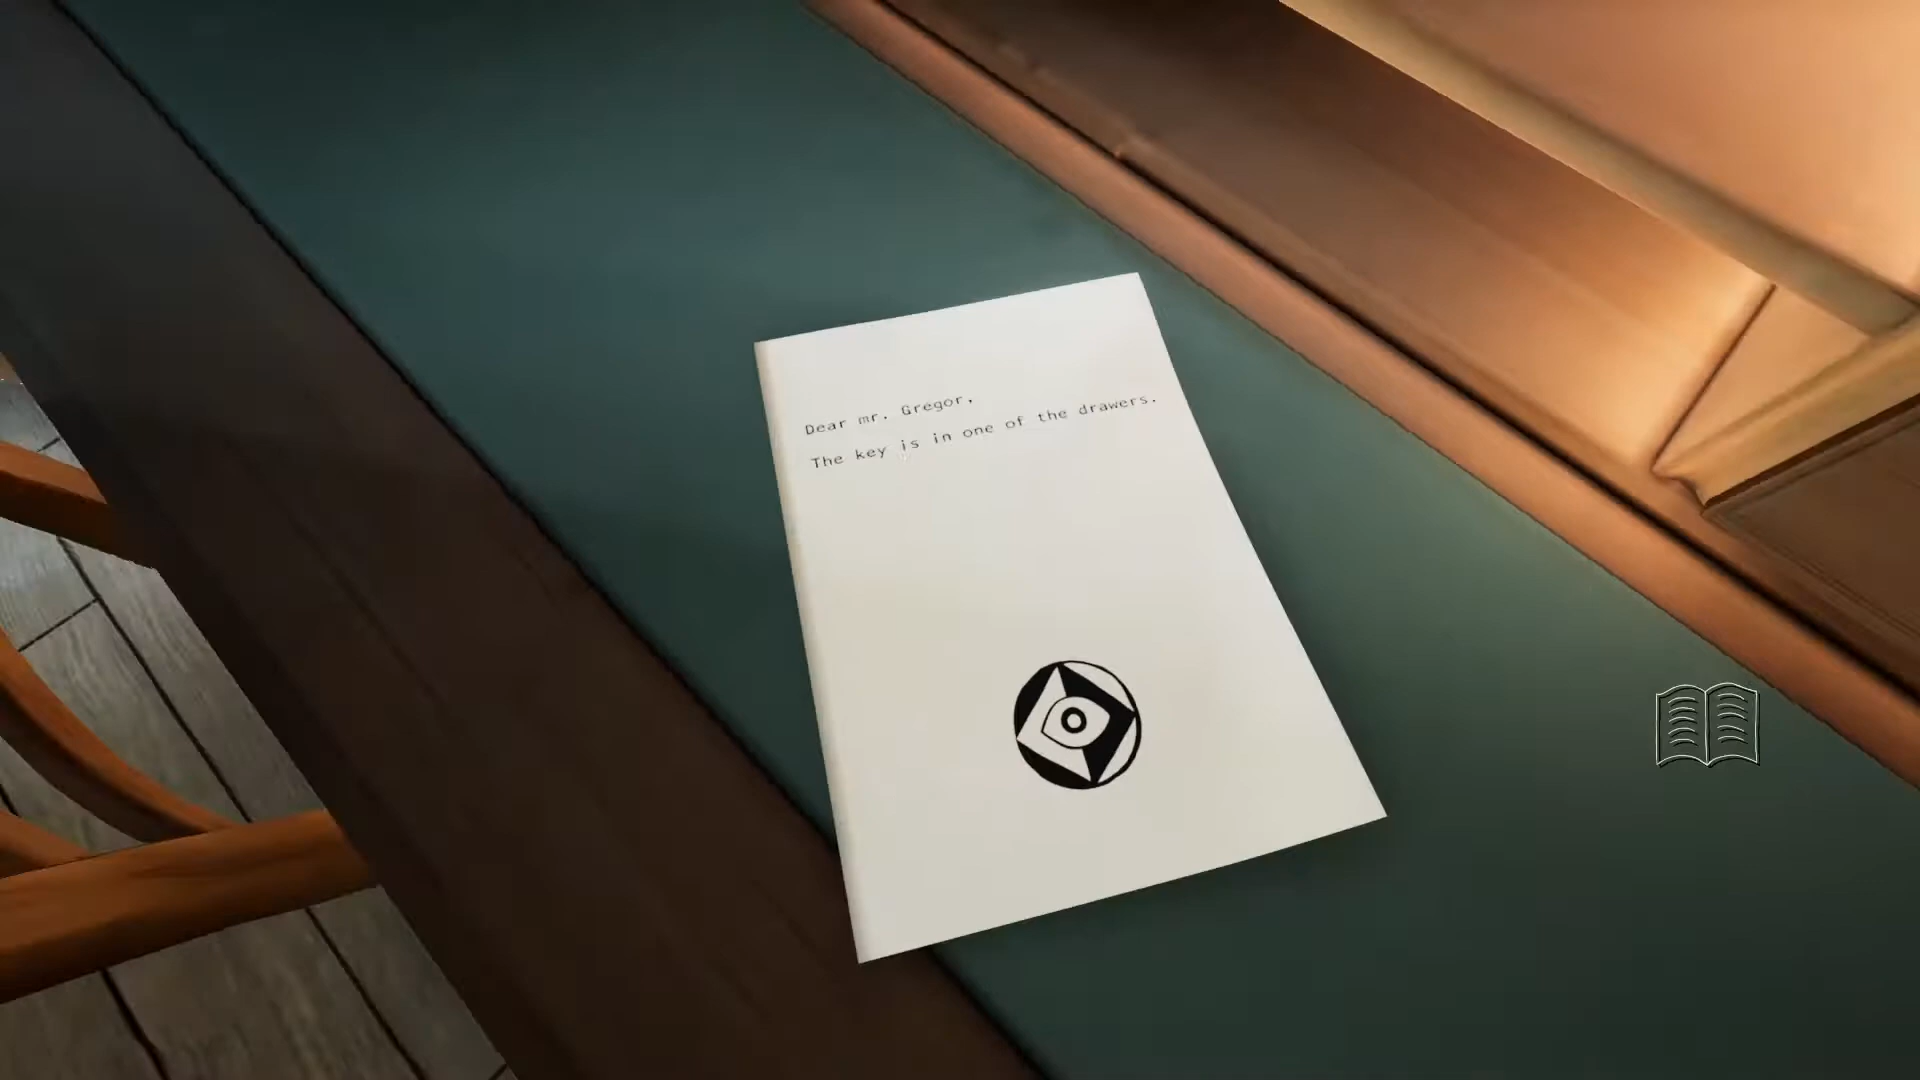 Dear mr. Gregor,
The key is in one of the drawers.